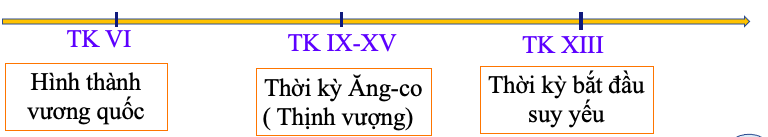 TK VI
TK IX-XV
TK XIII
Hình thành
vương quốc
Thời kỳ Ăng-co
( Thịnh vượng)
Thời kỳ bắt đầu
suy yếu